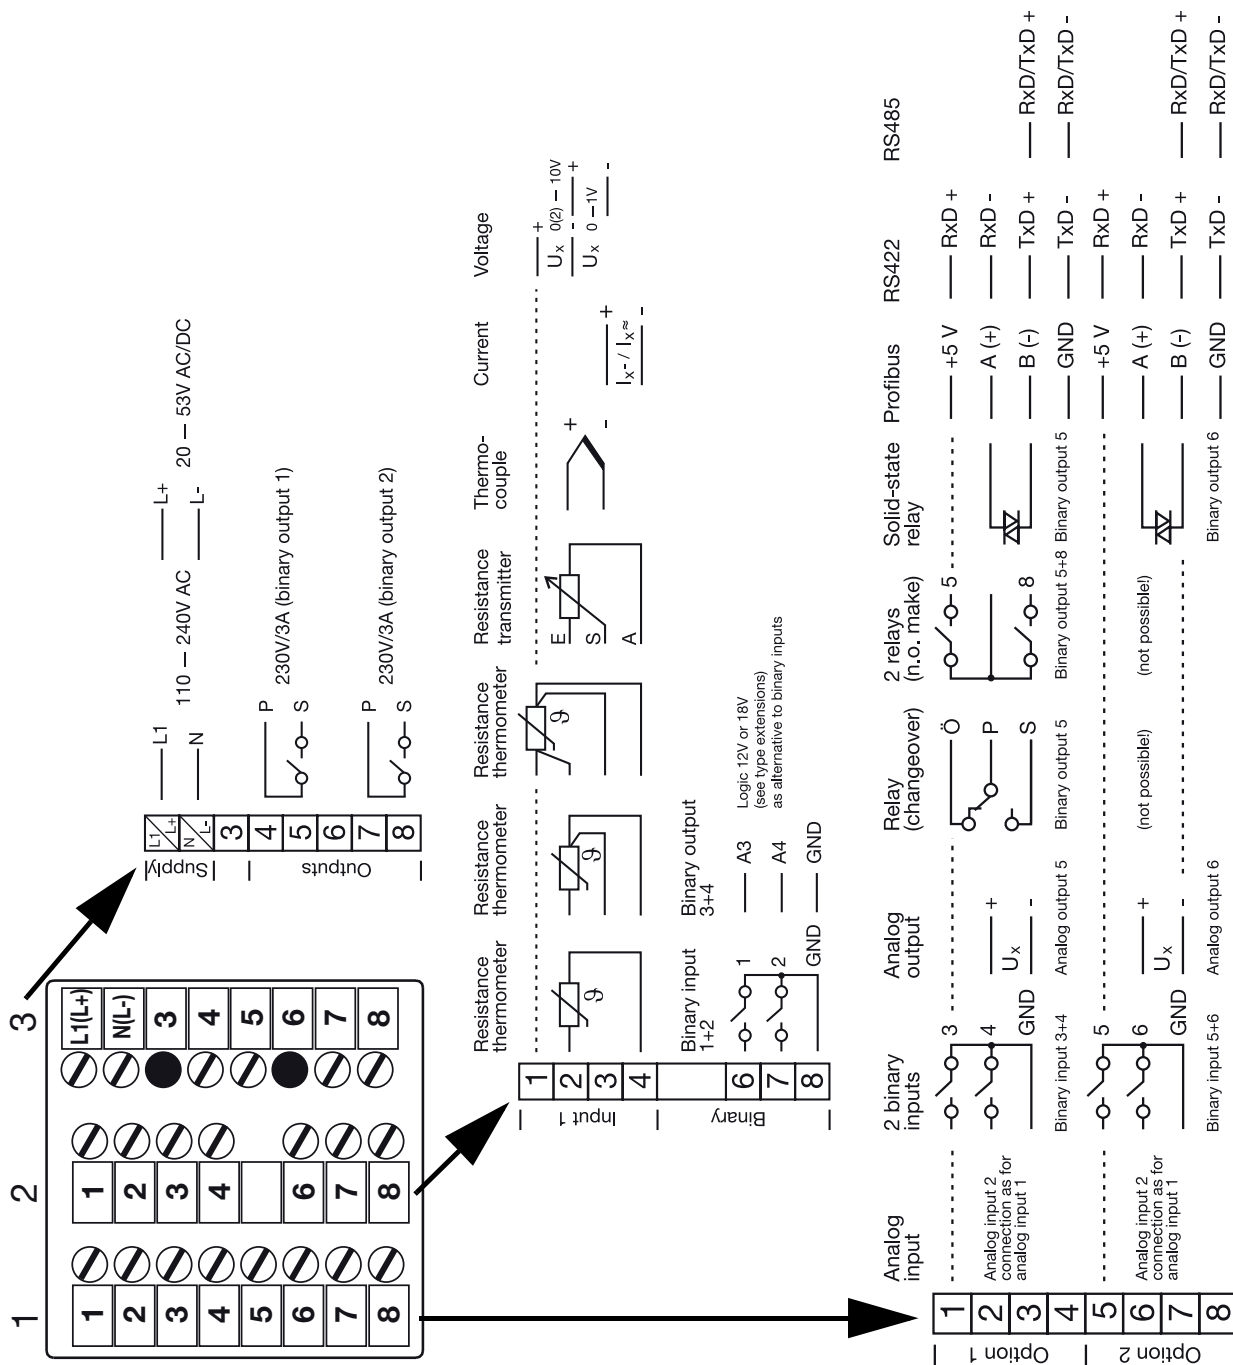 3
L1(L+)
N(L-)
3
4
5
6
7
8
2
1
2
3
4
6
7
8
1
1
2
3
4
5
6
7
8
L1 L+
N L-
3
4
5
6
7
8
Supply
Outputs
L1
N
110 – 240V AC
L+
L-
20 – 53V AC/DC
P
S
230V/3A (binary output 1)
P
S
230V/3A (binary output 2)
1
2
3
4
6
7
8
Input 1
Binary
Resistance
thermometer
ϑ
Resistance
thermometer
ϑ
Resistance
thermometer
ϑ
Resistance
transmitter
E
S
A
Thermo-
couple
+
-
Current
+
Ix- / Ix≈
-
Voltage
+
Ux 0(2) – 10V
- +
Ux 0 – 1V
-
Binary input
1+2
1
2
GND
Binary output
3+4
A3
A4
GND
Logic 12V or 18V
(see type extensions)
as alternative to binary inputs
1
2
3
4
5
6
7
8
Option 1
Option 2
Analog
input
Analog input 2
connection as for
analog input 1
Analog input 2
connection as for
analog input 1
2 binary
inputs
3
4
GND
Binary input 3+4
5
6
GND
Binary input 5+6
Analog
output
+
Ux
-
Analog output 5
+
Ux
-
Analog output 6
Relay
(changeover)
Ö
P
S
Binary output 5
(not possible!)
2 relays
(n.o. make)
5
8
Binary output 5+8
(not possible!)
Solid-state
relay
Binary output 5
Binary output 6
Profibus
+5 V
A (+)
B (-)
GND
+5 V
A (+)
B (-)
GND
RS422
RxD +
RxD -
TxD +
TxD -
RxD +
RxD -
TxD +
TxD -
RS485
RxD/TxD +
RxD/TxD -
RxD/TxD +
RxD/TxD -